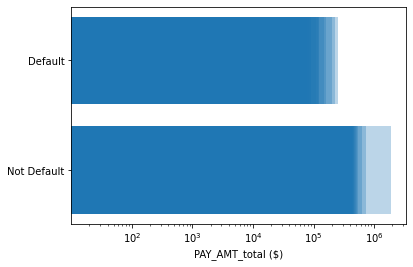 Default
Not Default
10²
10³
10⁴
10⁵
10⁶
PAY_AMT_total ($)